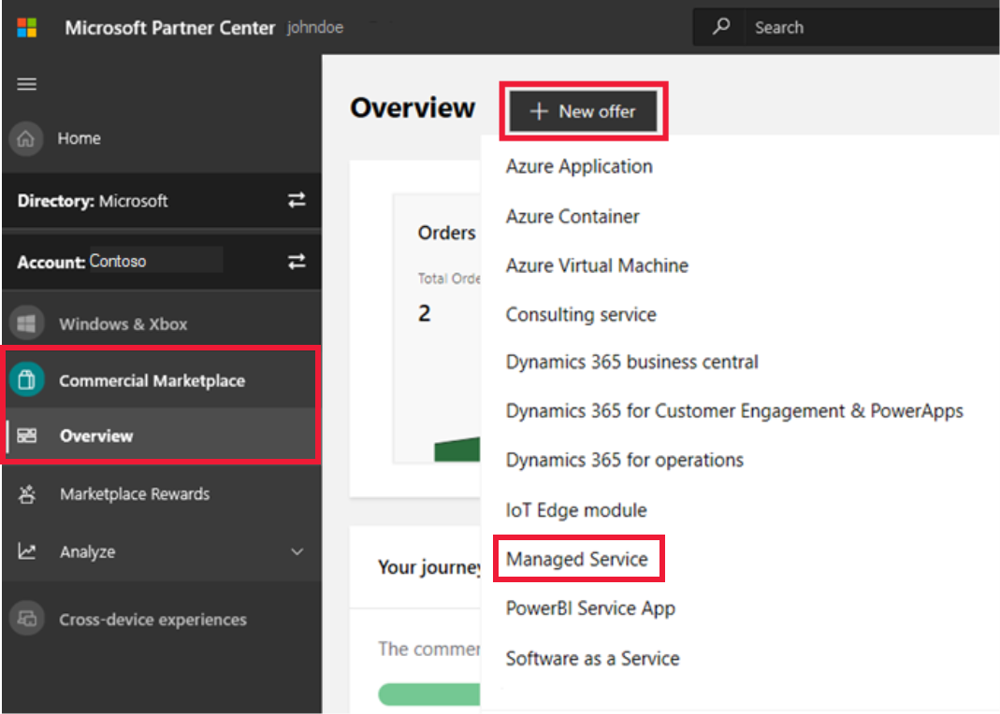 Microsoft Partner Center johndoe
Search
Home
Directory: Microsoft
Account: Contoso
Windows & Xbox
Commercial Marketplace
Overview
Marketplace Rewards
Analyze
Cross-device experiences
Overview
+ New offer
Orders
Total Orde
2
Your journey
The commer
Azure Application
Azure Container
Azure Virtual Machine
Consulting service
Dynamics 365 business central
Dynamics 365 for Customer Engagement & PowerApps
Dynamics 365 for operations
IoT Edge module
Managed Service
PowerBI Service App
Software as a Service